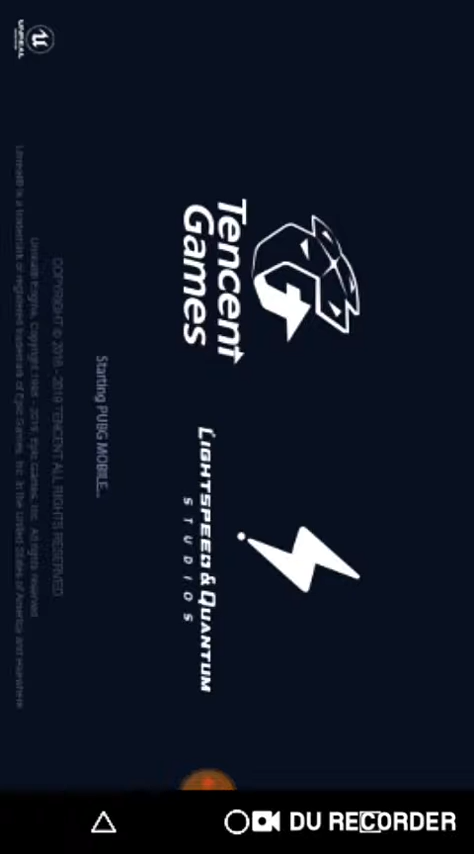 Tencent
Games
LIGHTSPEED & QUANTUM
STUDIOS
Starting PUBG MOBILE...
COPYRIGHT © 2018-2019 TENCENT. ALL RIGHTS RESERVED.
Unreal® Engine, Copyright 1998 - 2019, Epic Games, Inc. All rights reserved.
Unreal® is a trademark or registered trademark of Epic Games, Inc. in the United States of America and elsewhere
UNREAL
DU RECORDER